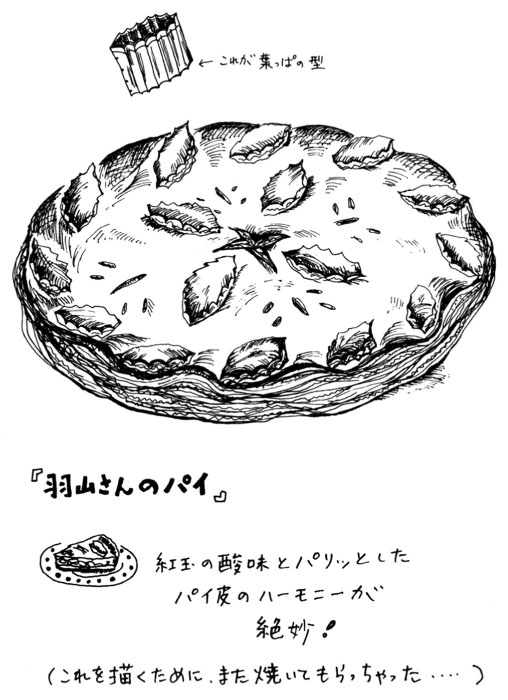 ←これが葉っぱの型
『羽山さんのパイ』
紅玉の酸味とパリッとした
パイ皮のハーモニーが
絶妙!
(これを描くために、また焼いてもらっちゃった‥‥)